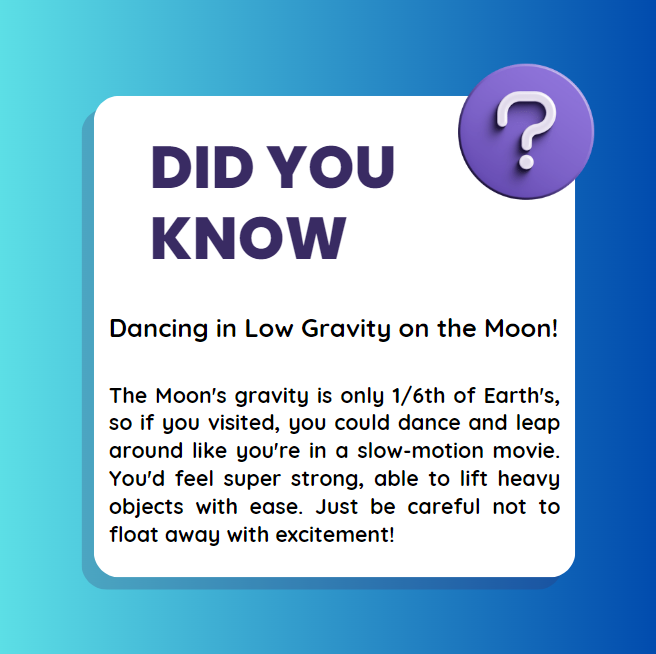 DID YOU
KNOW
Dancing in Low Gravity on the Moon!
The Moon's gravity is only 1/6th of Earth's,
so if you visited, you could dance and leap
around like you're in a slow-motion movie.
You'd feel super strong, able to lift heavy
objects with ease. Just be careful not to
float away with excitement!